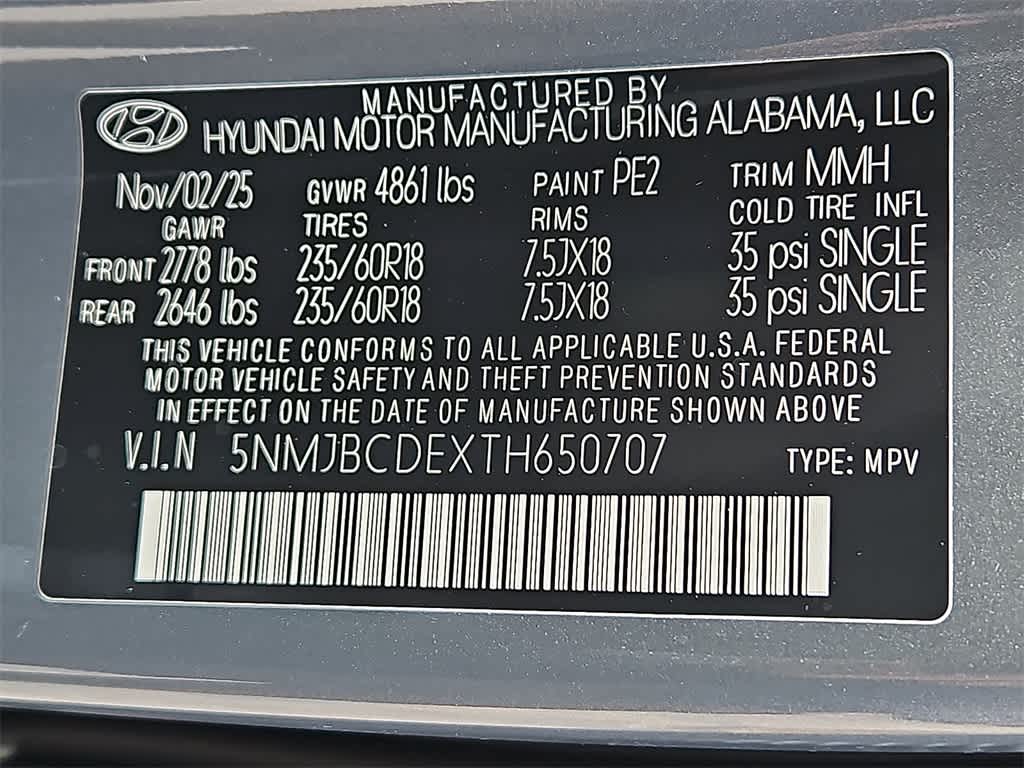 MANUFACTURED BY
HYUNDAI MOTOR MANUFACTURING ALABAMA, LLC
Nov/02/25 GVWR 4861 lbs PAINT PE2 TRIM MMH
GAWR TIRES RIMS COLD TIRE INFL
FRONT 2778 lbs 235/60R18 7.5JX18 35 psi SINGLE
REAR 2646 lbs 235/60R18 7.5JX18 35 psi SINGLE
THIS VEHICLE CONFORMS TO ALL APPLICABLE U.S.A. FEDERAL
MOTOR VEHICLE SAFETY AND THEFT PREVENTION STANDARDS
IN EFFECT ON THE DATE OF MANUFACTURE SHOWN ABOVE
V.I.N 5NMJBCDEXTH650707 TYPE: MPV